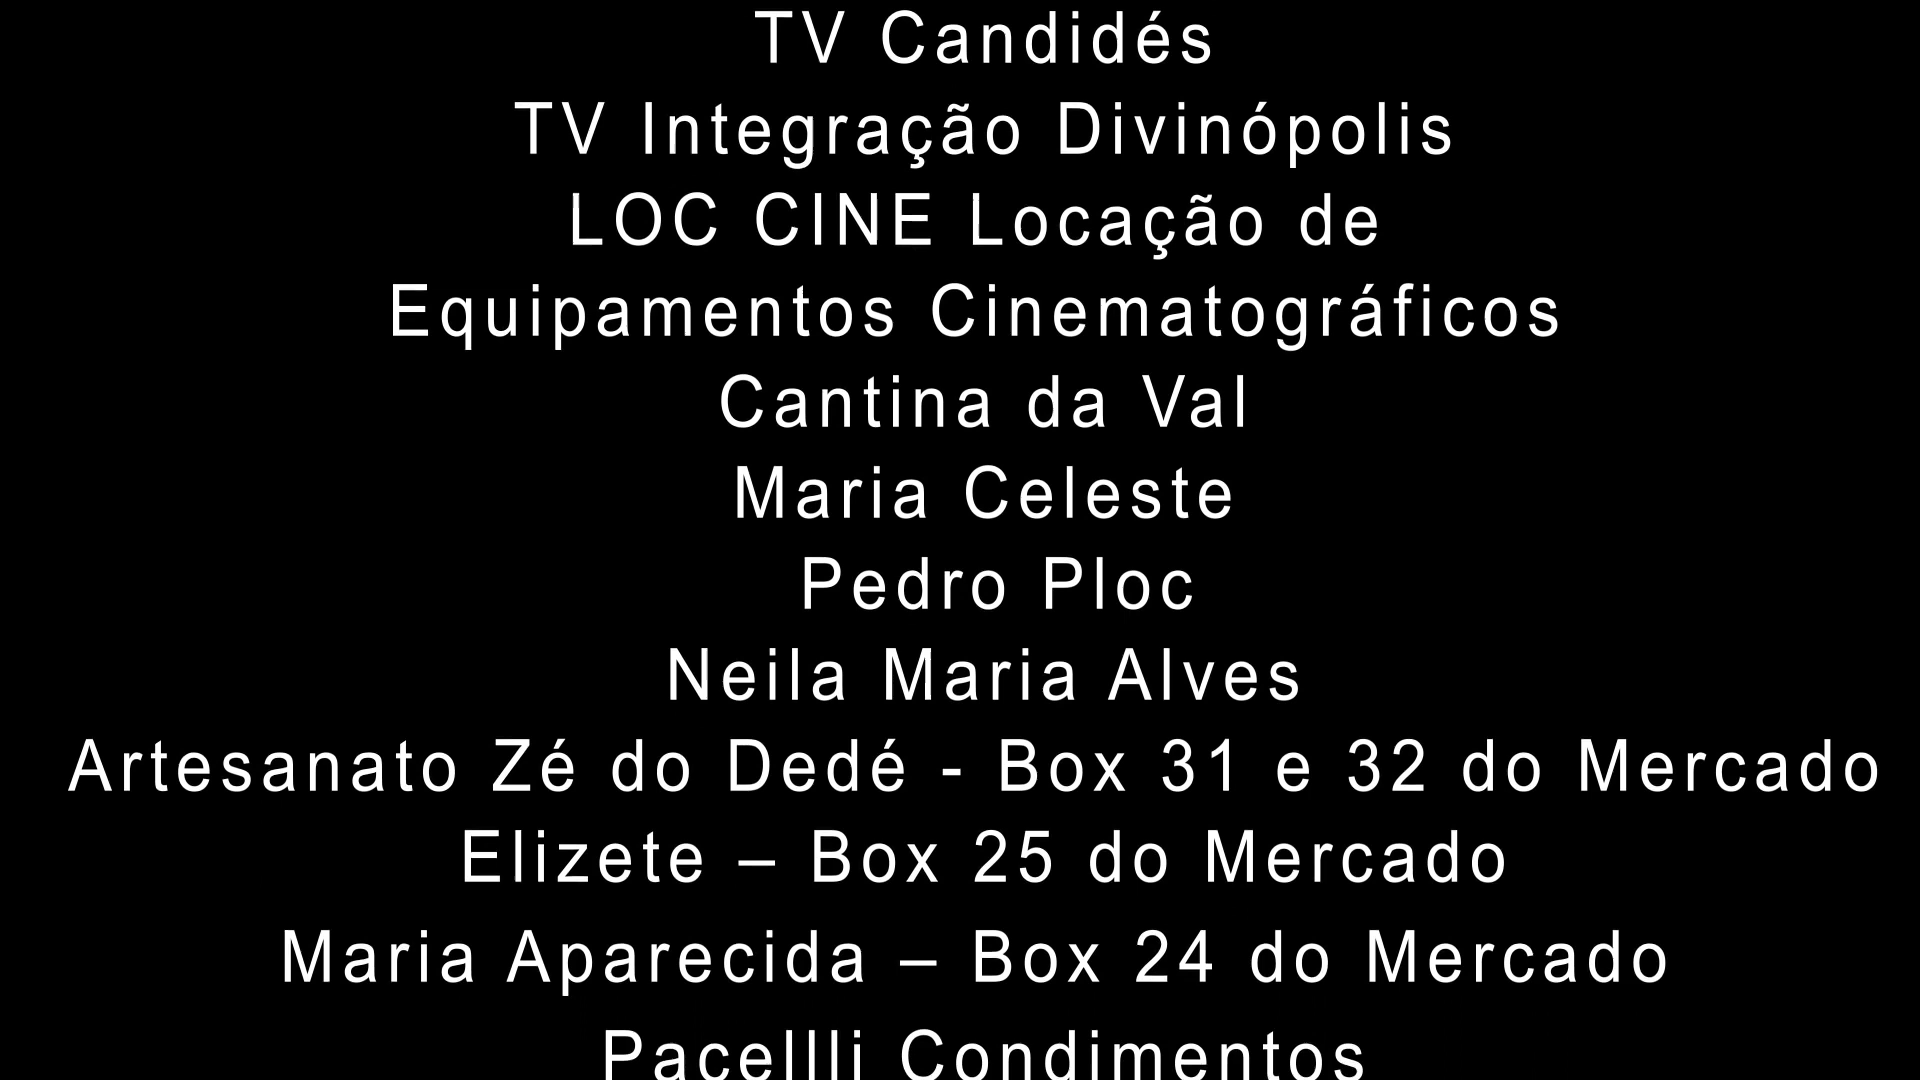 TV Candidés
TV Integração Divinópolis
LOC CINE Locação de
Equipamentos Cinematográficos
Cantina da Val
Maria Celeste
Pedro Ploc
Neila Maria Alves
Artesanato Zé do Dedé - Box 31 e 32 do Mercado
Elizete – Box 25 do Mercado
Maria Aparecida – Box 24 do Mercado
Pacellli Condimentos